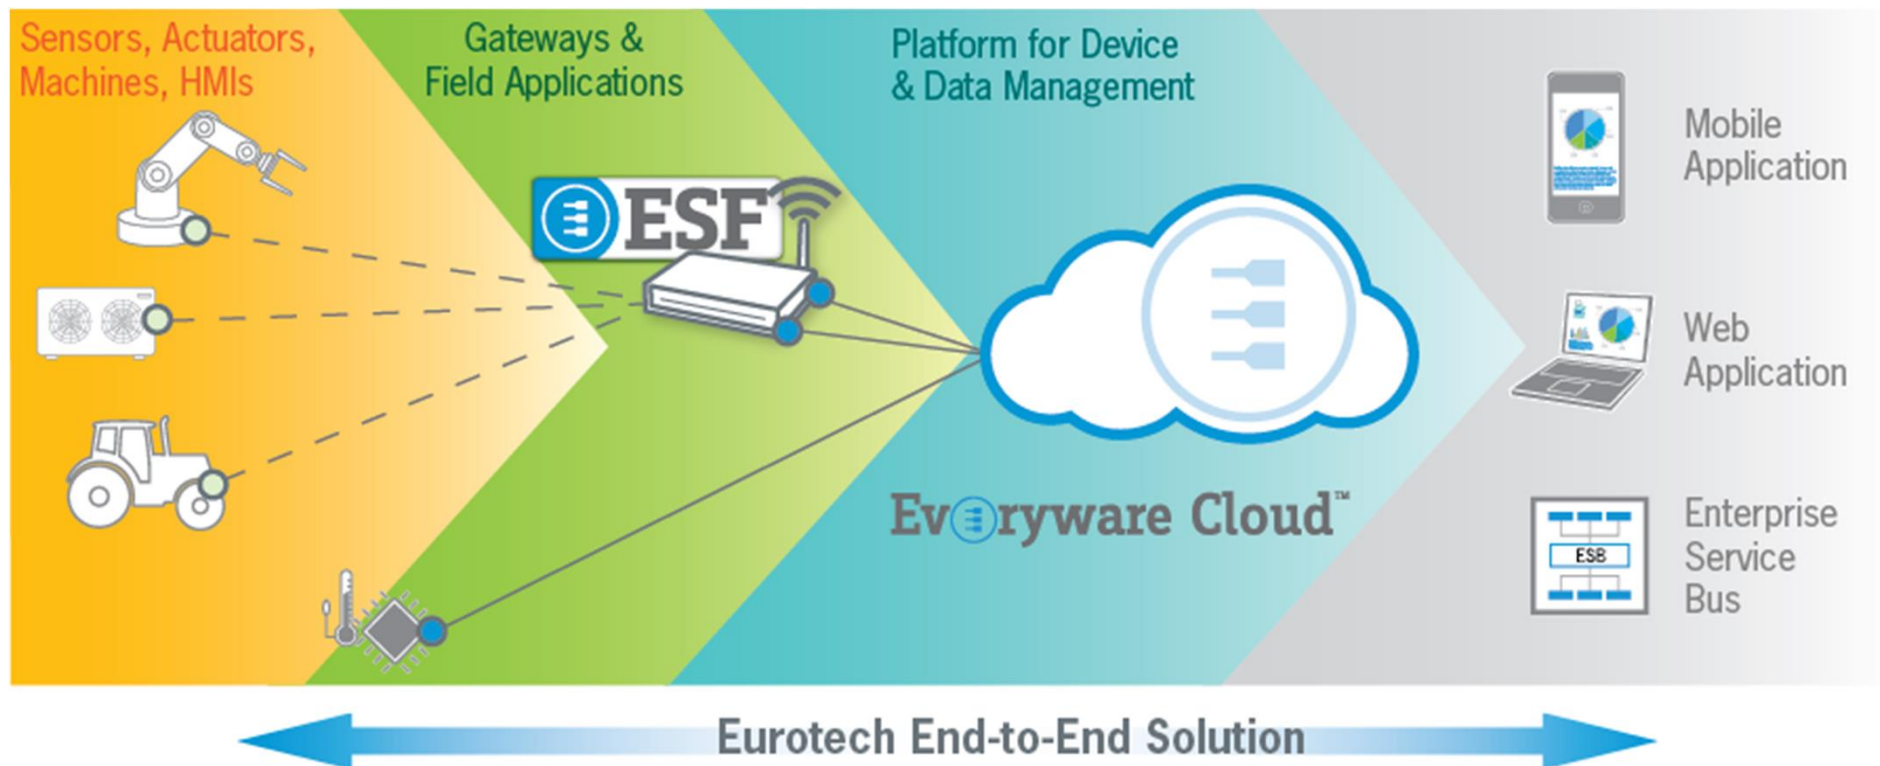 Sensors, Actuators,
Machines, HMIs
Gateways &
Field Applications
Platform for Device
& Data Management
Mobile
Application
ESF
Web
Application
Everyware Cloud™
Enterprise
Service
Bus
ESB
Eurotech End-to-End Solution